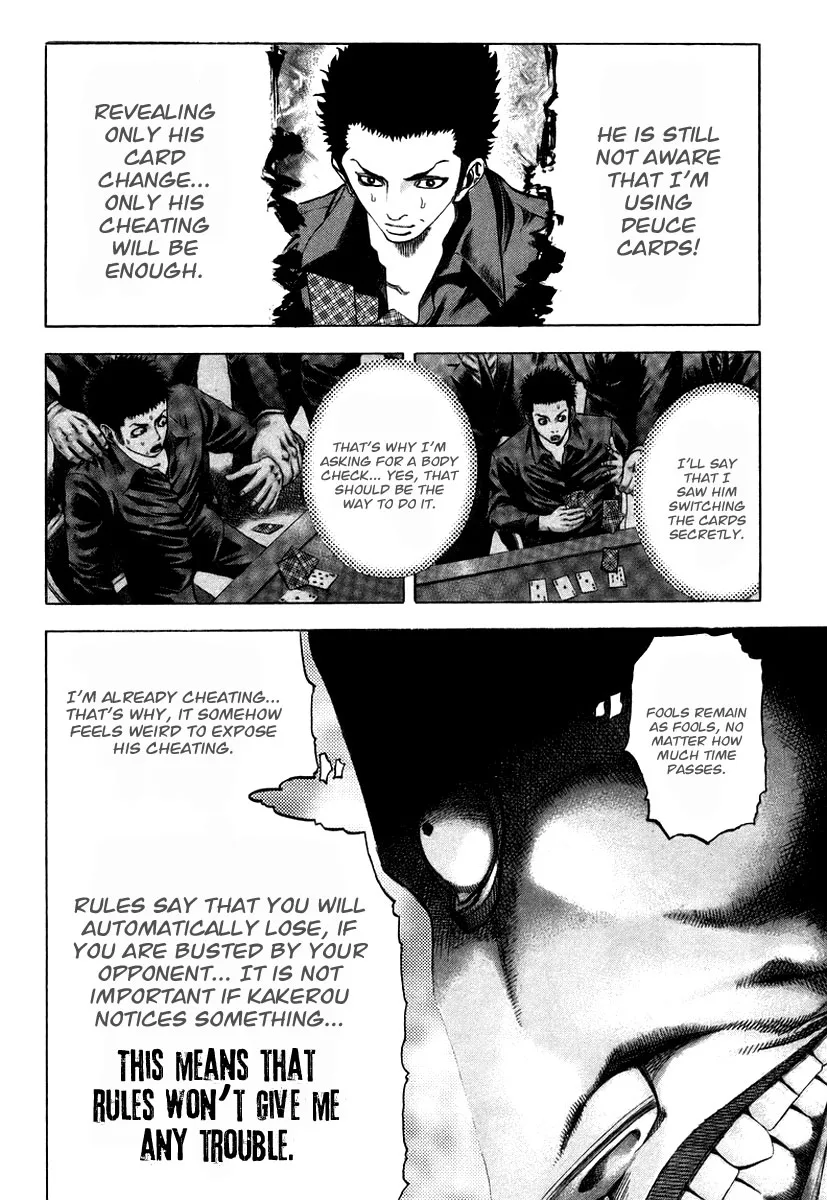 HE IS STILL
NOT AWARE
THAT I'M
USING
DEUCE
CARDS!
REVEALING
ONLY HIS
CARD
CHANGE...
ONLY HIS
CHEATING
WILL BE
ENOUGH.
I'LL SAY
THAT I
SAW HIM
SWITCHING
THE CARDS
SECRETLY.
THAT'S WHY I'M
ASKING FOR A BODY
CHECK... YES, THAT
SHOULD BE THE
WAY TO DO IT.
FOOLS REMAIN
AS FOOLS, NO
MATTER HOW
MUCH TIME
PASSES.
I'M ALREADY CHEATING...
THAT'S WHY, IT SOMEHOW
FEELS WEIRD TO EXPOSE
HIS CHEATING.
RULES SAY THAT YOU WILL
AUTOMATICALLY LOSE, IF
YOU ARE BUSTED BY YOUR
OPPONENT... IT IS NOT
IMPORTANT IF KAKEROU
NOTICES SOMETHING...
THIS MEANS THAT
RULES WON'T GIVE ME
ANY TROUBLE.